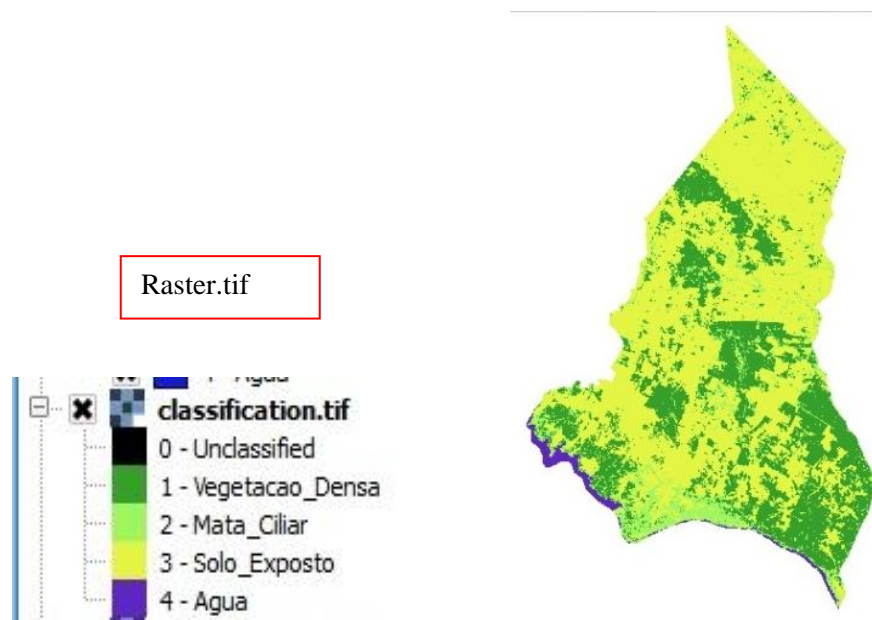 Raster.tif
classification.tif
0 - Unclassified
1 - Vegetacao_Densa
2 - Mata_Ciliar
3 - Solo_Exposto
4 - Agua